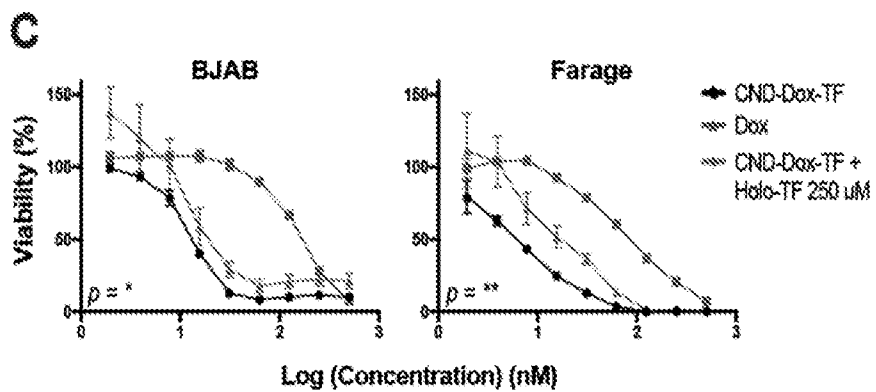 C
BJAB
Farage
Viability (%)
150
100
50
0
0
1
2
3
p = *
150
100
50
0
0
1
2
3
p = **
Log (Concentration) (nM)
CND-Dox-TF
Dox
CND-Dox-TF +
Holo-TF 250 uM